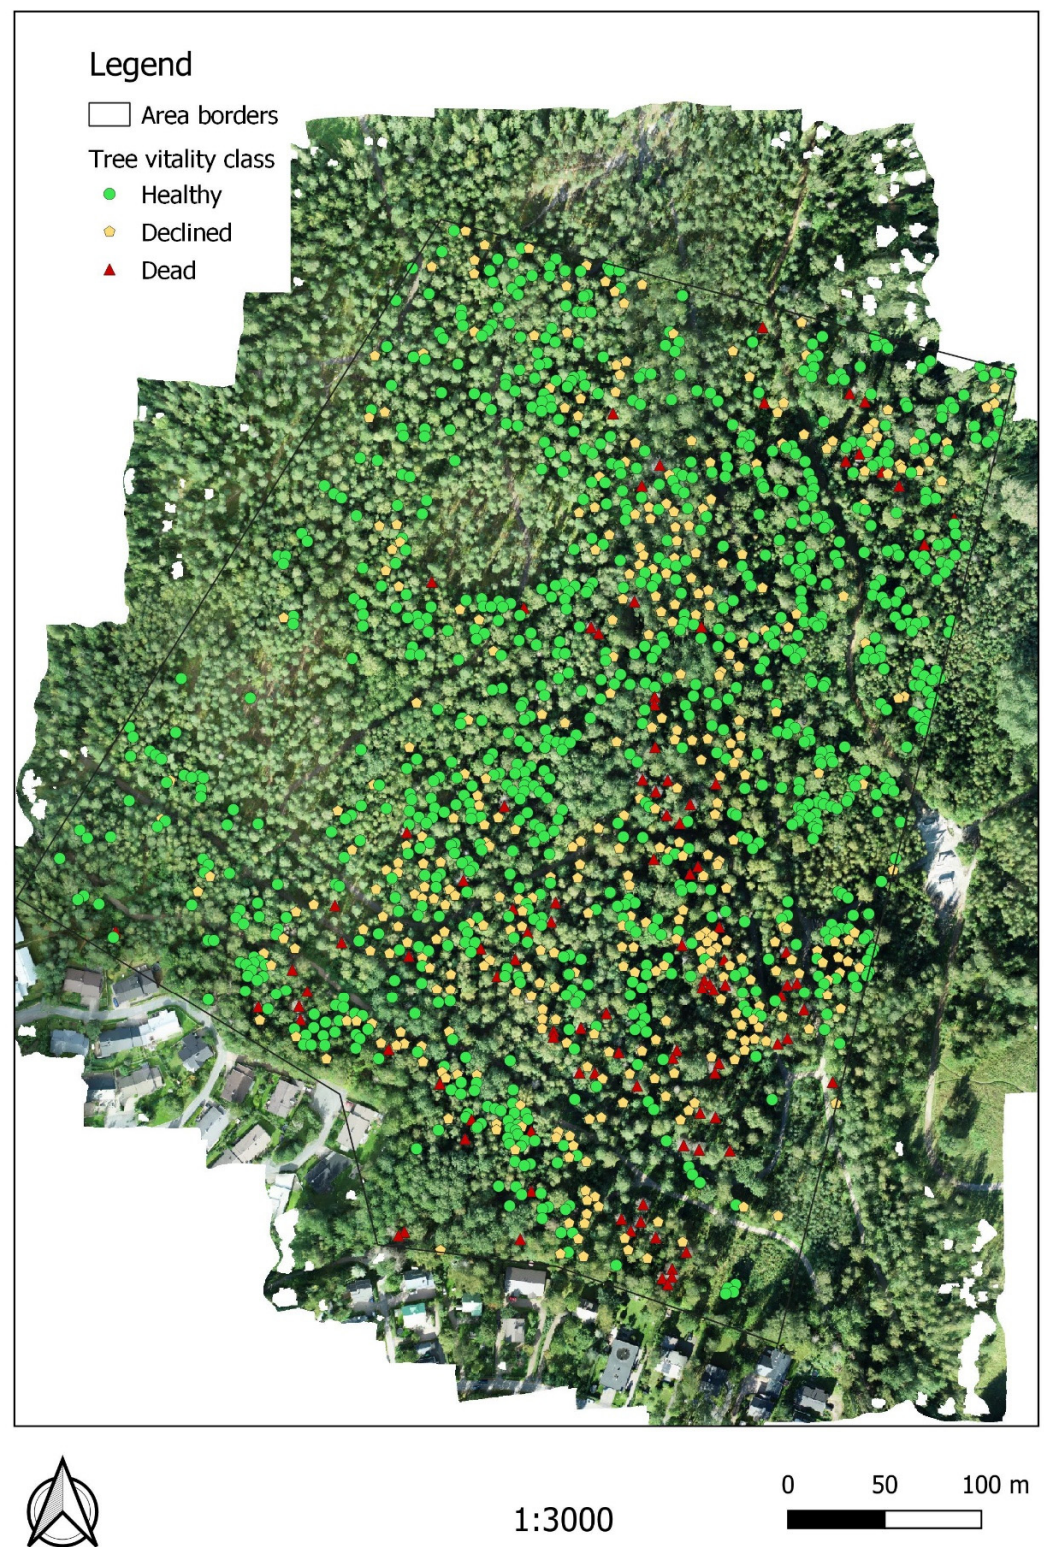 Legend
Area borders
Tree vitality class
Healthy
Declined
Dead
1:3000
0 50 100 m